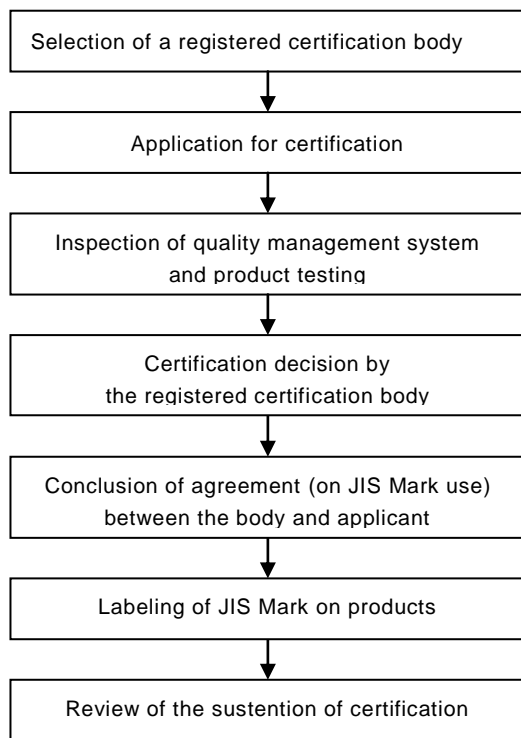 Selection of a registered certification body
Application for certification
Inspection of quality management system
and product testing
Certification decision by
the registered certification body
Conclusion of agreement (on JIS Mark use)
between the body and applicant
Labeling of JIS Mark on products
Review of the sustention of certification